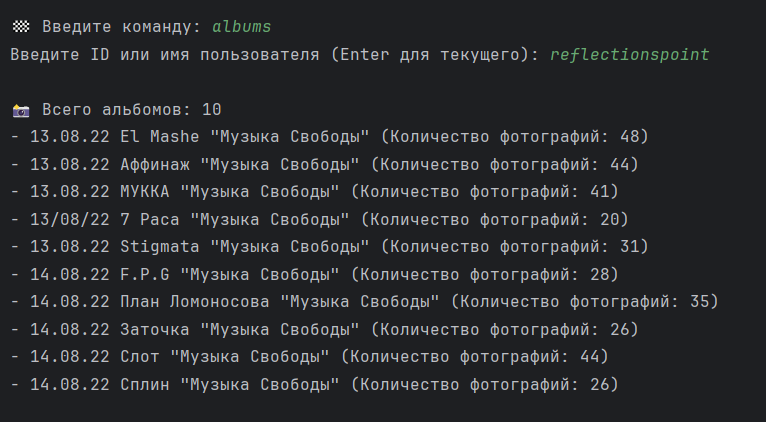 Введите команду: albums
Введите ID или имя пользователя (Enter для текущего): reflectionspoint
Всего альбомов: 10
- 13.08.22 El Mashe "Музыка Свободы" (Количество фотографий: 48)
- 13.08.22 Аффинаж "Музыка Свободы" (Количество фотографий: 44)
- 13.08.22 МУККА "Музыка Свободы" (Количество фотографий: 41)
- 13/08/22 7 Раса "Музыка Свободы" (Количество фотографий: 20)
- 13.08.22 Stigmata "Музыка Свободы" (Количество фотографий: 31)
- 14.08.22 F.P.G "Музыка Свободы" (Количество фотографий: 28)
- 14.08.22 План Ломоносова "Музыка Свободы" (Количество фотографий: 35)
- 14.08.22 Заточка "Музыка Свободы" (Количество фотографий: 26)
- 14.08.22 Слот "Музыка Свободы" (Количество фотографий: 44)
- 14.08.22 Сплин "Музыка Свободы" (Количество фотографий: 26)